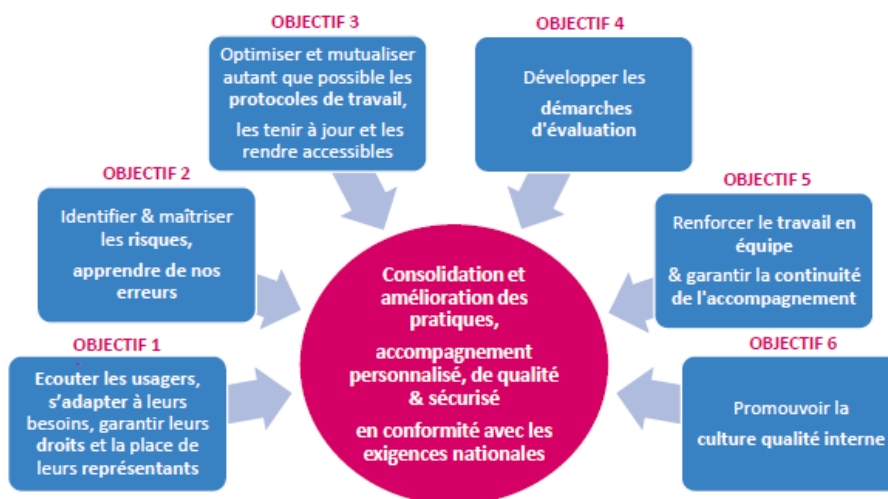 OBJECTIF 3
Optimiser et mutualiser
autant que possible les
protocoles de travail,
les tenir à jour et les
rendre accessibles
OBJECTIF 4
Développer les
démarches
d'évaluation
OBJECTIF 2
Identifier & maîtriser
les risques,
apprendre de nos
erreurs
OBJECTIF 5
Renforcer le travail en
équipe
& garantir la continuité
de l'accompagnement
OBJECTIF 1
Ecouter les usagers,
s'adapter à leurs
besoins, garantir leurs
droits et la place de
leurs représentants
Consolidation et
amélioration des
pratiques,
accompagnement
personnalisé, de qualité
& sécurisé
en conformité avec les
exigences nationales
OBJECTIF 6
Promouvoir la
culture qualité interne